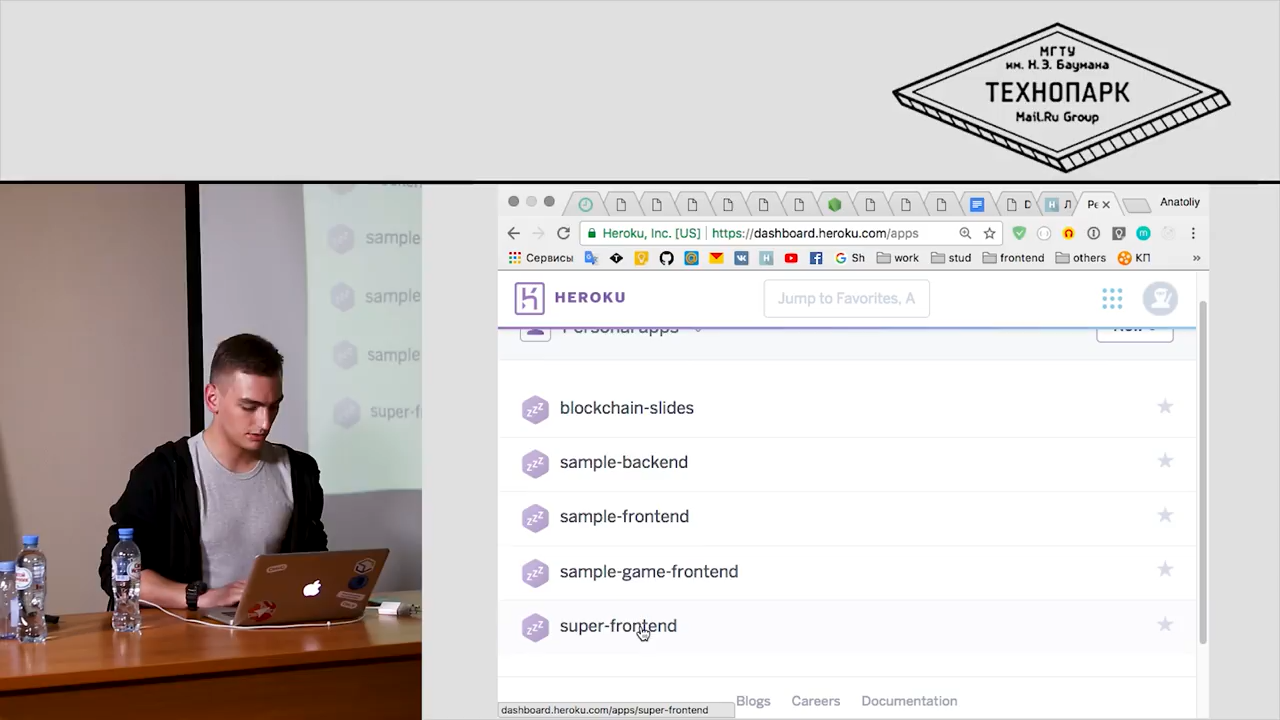 МГТУ
им. Н.Э. Баумана
ТЕХНОПАРК
Mail.Ru Group
sample
sample
sample
super-f
Anatoliy
Heroku, Inc. [US] https://dashboard.heroku.com/apps
Сервисы Sh work stud frontend others КП »
HEROKU
Jump to Favorites, A
Personal apps
blockchain-slides
sample-backend
sample-frontend
sample-game-frontend
super-frontend
Blogs Careers Documentation
dashboard.heroku.com/apps/super-frontend